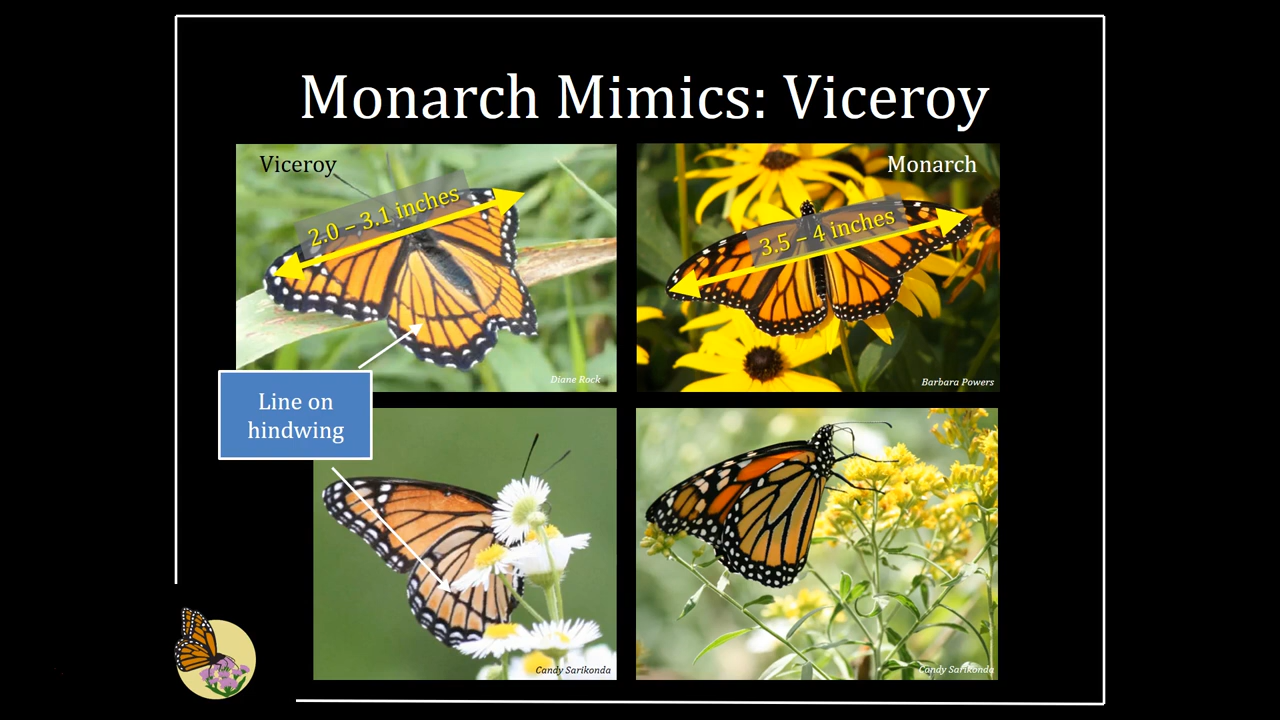 Monarch Mimics: Viceroy
Viceroy
2.0 – 3.1 inches
Diane Rock
Monarch
3.5 – 4 inches
Barbara Powers
Line on
hindwing
Candy Sarikonda
Candy Sarikonda